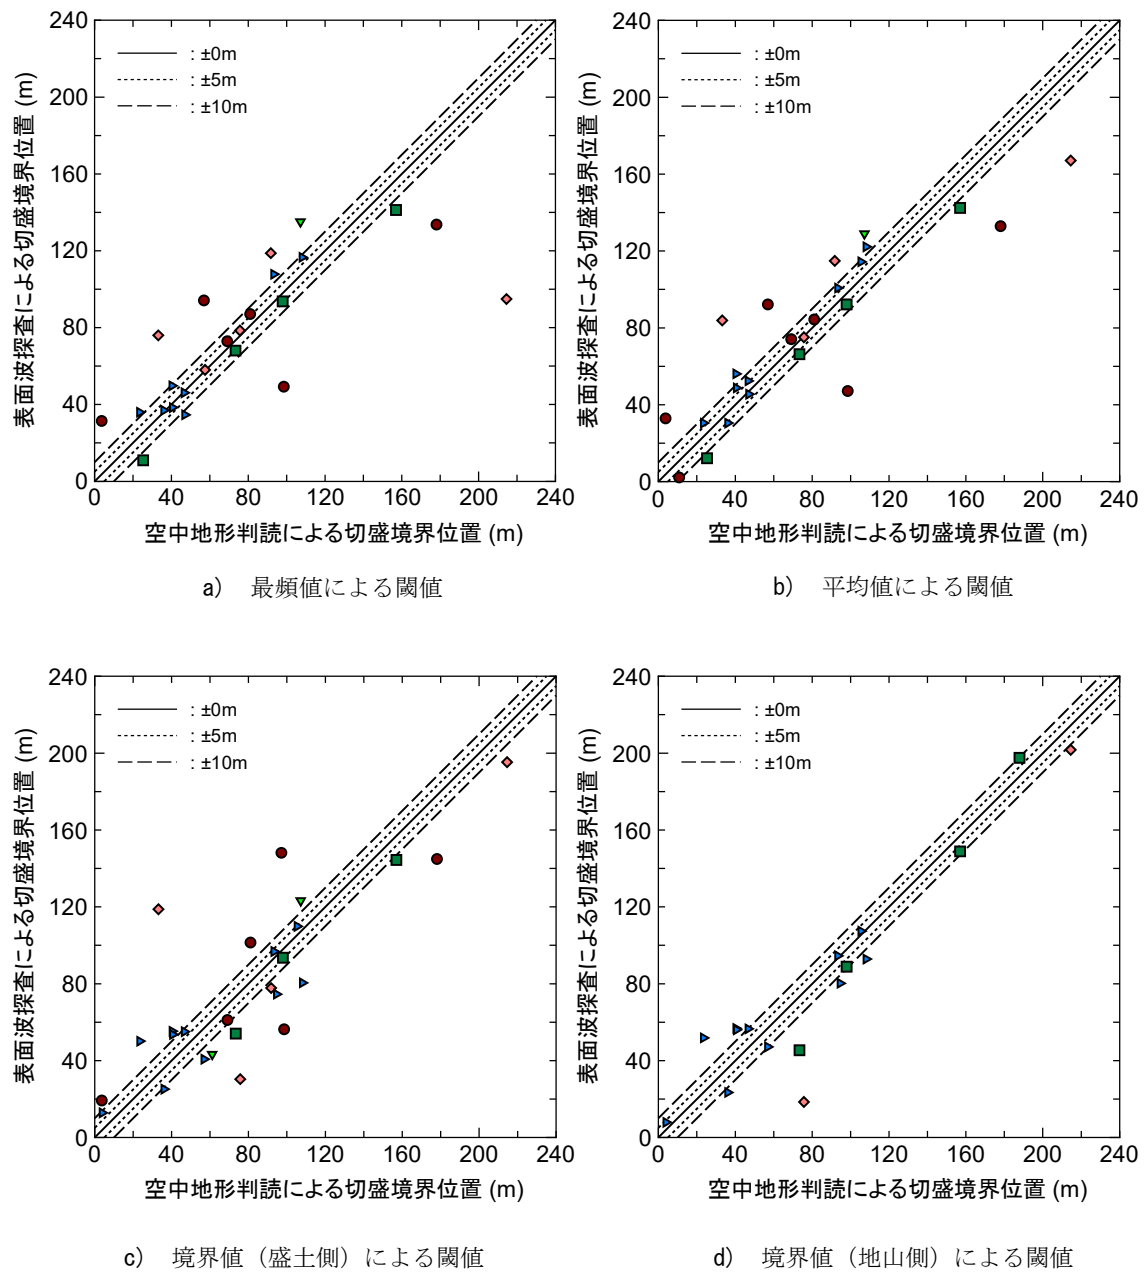 240
200
160
120
80
40
0
表面波探査による切盛境界位置 (m)
: ±0m
: ±5m
: ±10m
0 40 80 120 160 200 240
空中地形判読による切盛境界位置 (m)
a) 最頻値による閾値
240
200
160
120
80
40
0
表面波探査による切盛境界位置 (m)
: ±0m
: ±5m
: ±10m
0 40 80 120 160 200 240
空中地形判読による切盛境界位置 (m)
b) 平均値による閾値
240
200
160
120
80
40
0
表面波探査による切盛境界位置 (m)
: ±0m
: ±5m
: ±10m
0 40 80 120 160 200 240
空中地形判読による切盛境界位置 (m)
c) 境界値（盛土側）による閾値
240
200
160
120
80
40
0
表面波探査による切盛境界位置 (m)
: ±0m
: ±5m
: ±10m
0 40 80 120 160 200 240
空中地形判読による切盛境界位置 (m)
d) 境界値（地山側）による閾値